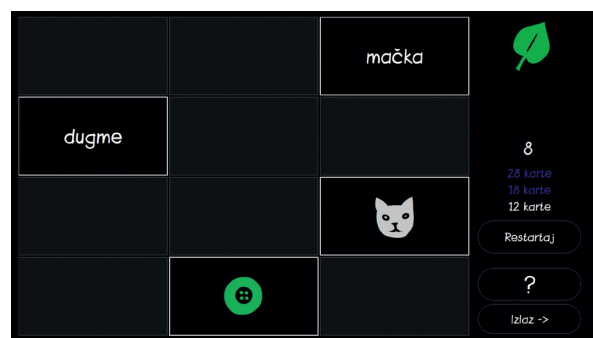 mačka
dugme
8
28 karte
18 karte
12 karte
Restartaj
?
Izlaz ->